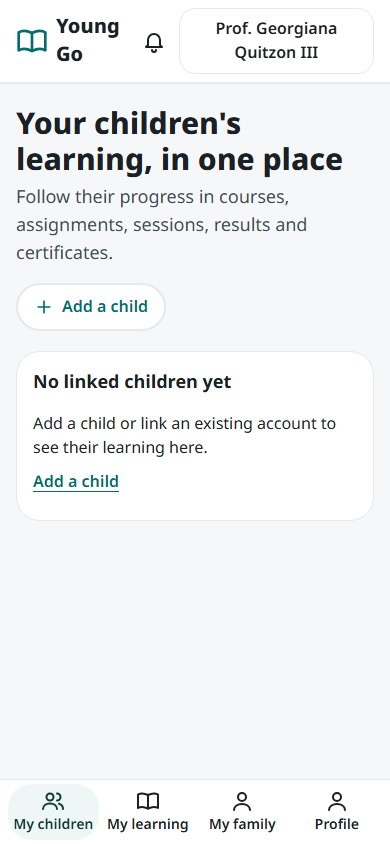 Young
Go
Prof. Georgiana
Quitzon III
Your children's
learning, in one place
Follow their progress in courses,
assignments, sessions, results and
certificates.
Add a child
No linked children yet
Add a child or link an existing account to
see their learning here.
Add a child
My children
My learning
My family
Profile